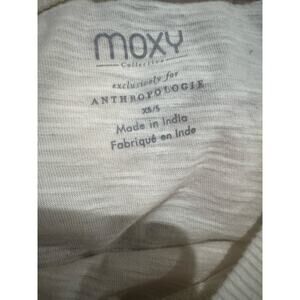 moxy
Collective
exclusively for
ANTHROPOLOGIE
XS/S
Made in India
Fabriqué en Inde